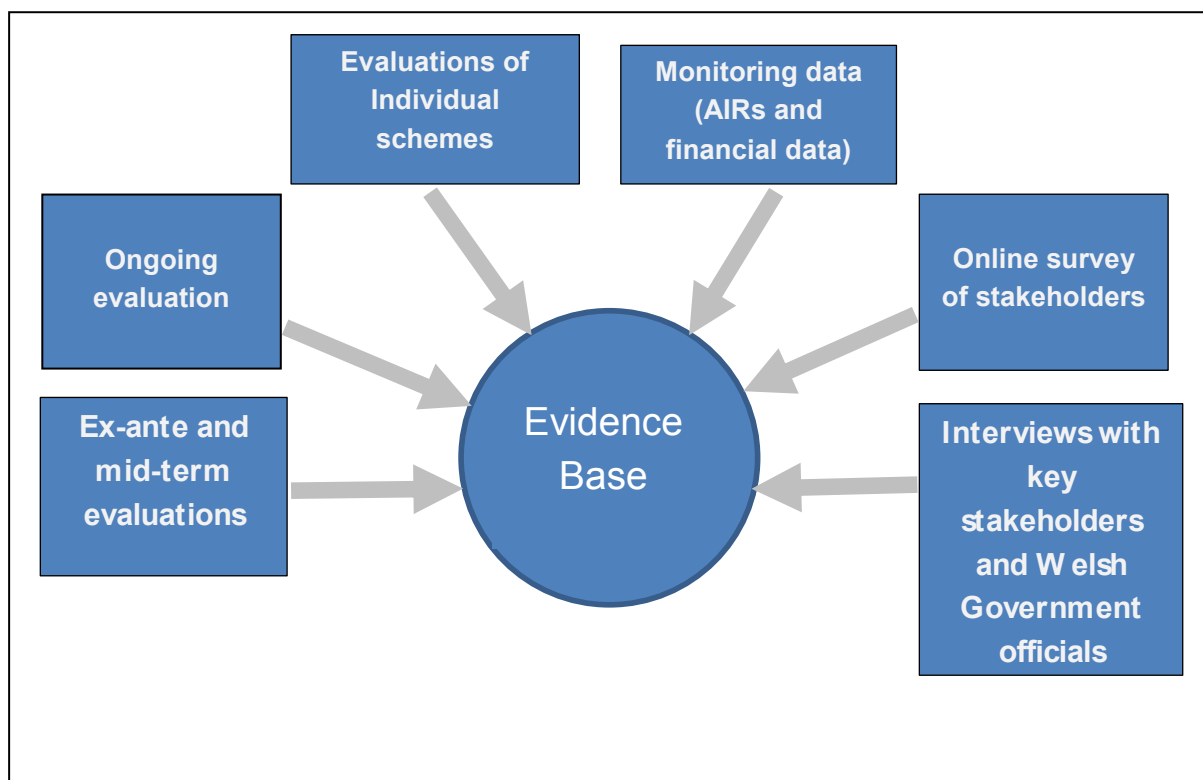 Evaluations of
Individual
schemes
Monitoring data
(AIRs and
financial data)
Ongoing
evaluation
Online survey
of stakeholders
Ex-ante and
mid-term
evaluations
Evidence
Base
Interviews with
key
stakeholders
and Welsh
Government
officials